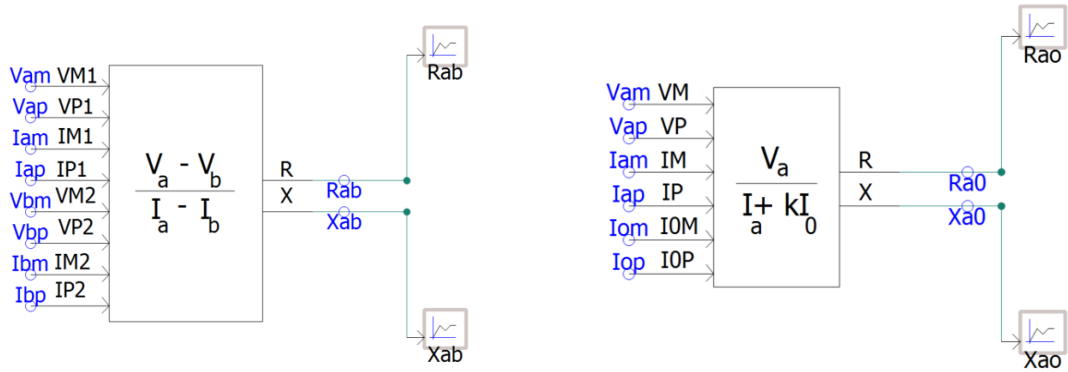 Rab
Vam VM1
Vap VP1
Iam IM1
Iap IP1
Vbm VM2
Vbp VP2
Ibm IM2
Ibp IP2
Va - Vb
Ia - Ib
R
X
Rab
Xab
Xab
Rao
Vam VM
Vap VP
Iam IM
Iap IP
Iom I0M
Iop I0P
Va
Ia+ kI0
R
X
Ra0
Xa0
Xao